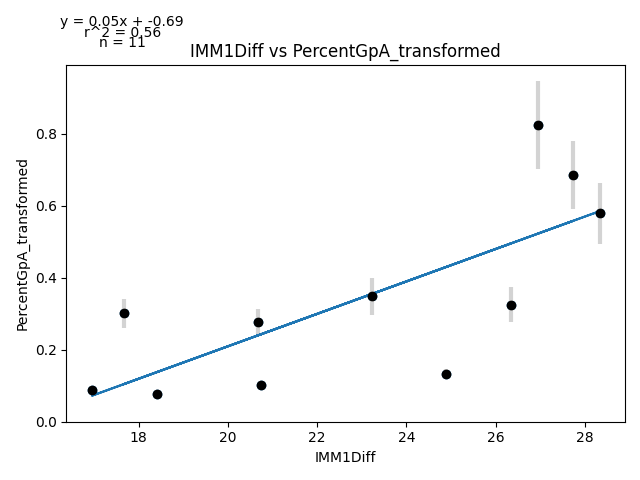 y = 0.05x + -0.69
r^2 = 0.56
n = 11
IMM1Diff vs PercentGpA_transformed
PercentGpA_transformed
0.8
0.6
0.4
0.2
0.0
18 20 22 24 26 28
IMM1Diff